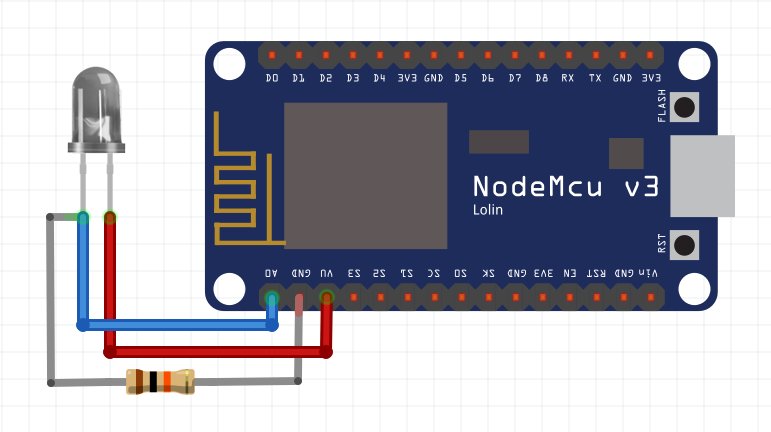 D0 D1 D2 D3 D4 3V3 GND D5 D6 D7 D8 RX TX GND 3V3
FLASH
NodeMcu v3
Lolin
RST
A0 GND VU S3 S2 S1 SC S0 SK GND 3V3 EN RST GND Vin